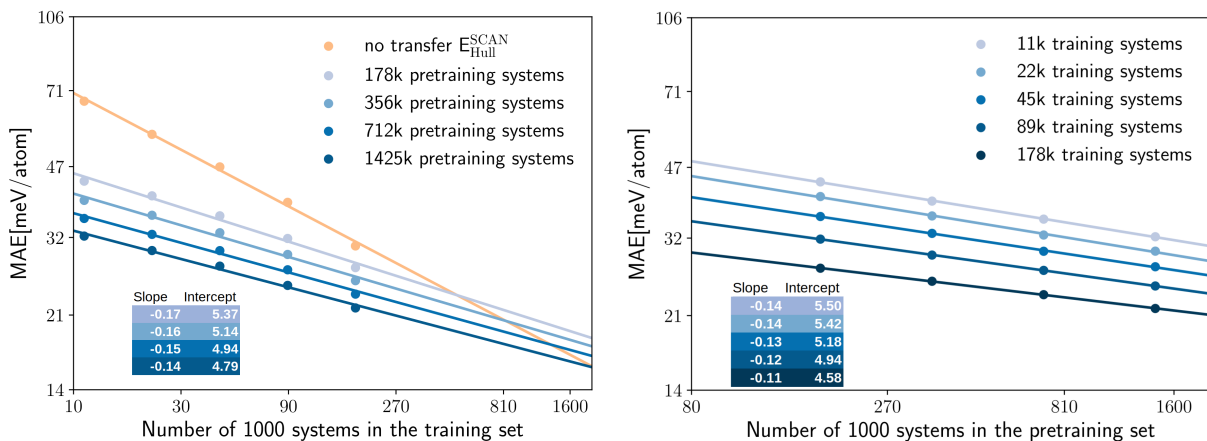 106
71
47
32
21
14
MAE[meV/atom]
no transfer E_Hull^SCAN
178k pretraining systems
356k pretraining systems
712k pretraining systems
1425k pretraining systems
Slope Intercept
-0.17 5.37
-0.16 5.14
-0.15 4.94
-0.14 4.79
10 30 90 270 810 1600
Number of 1000 systems in the training set
106
71
47
32
21
14
MAE[meV/atom]
11k training systems
22k training systems
45k training systems
89k training systems
178k training systems
Slope Intercept
-0.14 5.50
-0.14 5.42
-0.13 5.18
-0.12 4.94
-0.11 4.58
80 270 810 1600
Number of 1000 systems in the pretraining set